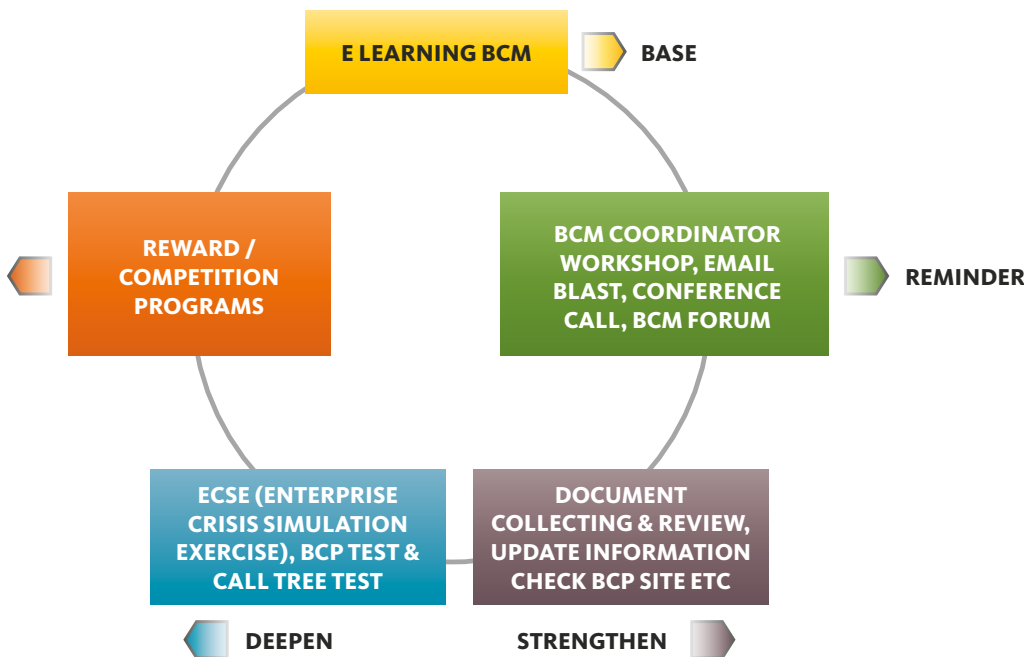 E LEARNING BCM
BASE
BCM COORDINATOR
WORKSHOP, EMAIL
BLAST, CONFERENCE
CALL, BCM FORUM
REMINDER
DOCUMENT
COLLECTING & REVIEW,
UPDATE INFORMATION
CHECK BCP SITE ETC
STRENGTHEN
ECSE (ENTERPRISE
CRISIS SIMULATION
EXERCISE), BCP TEST &
CALL TREE TEST
DEEPEN
REWARD /
COMPETITION
PROGRAMS